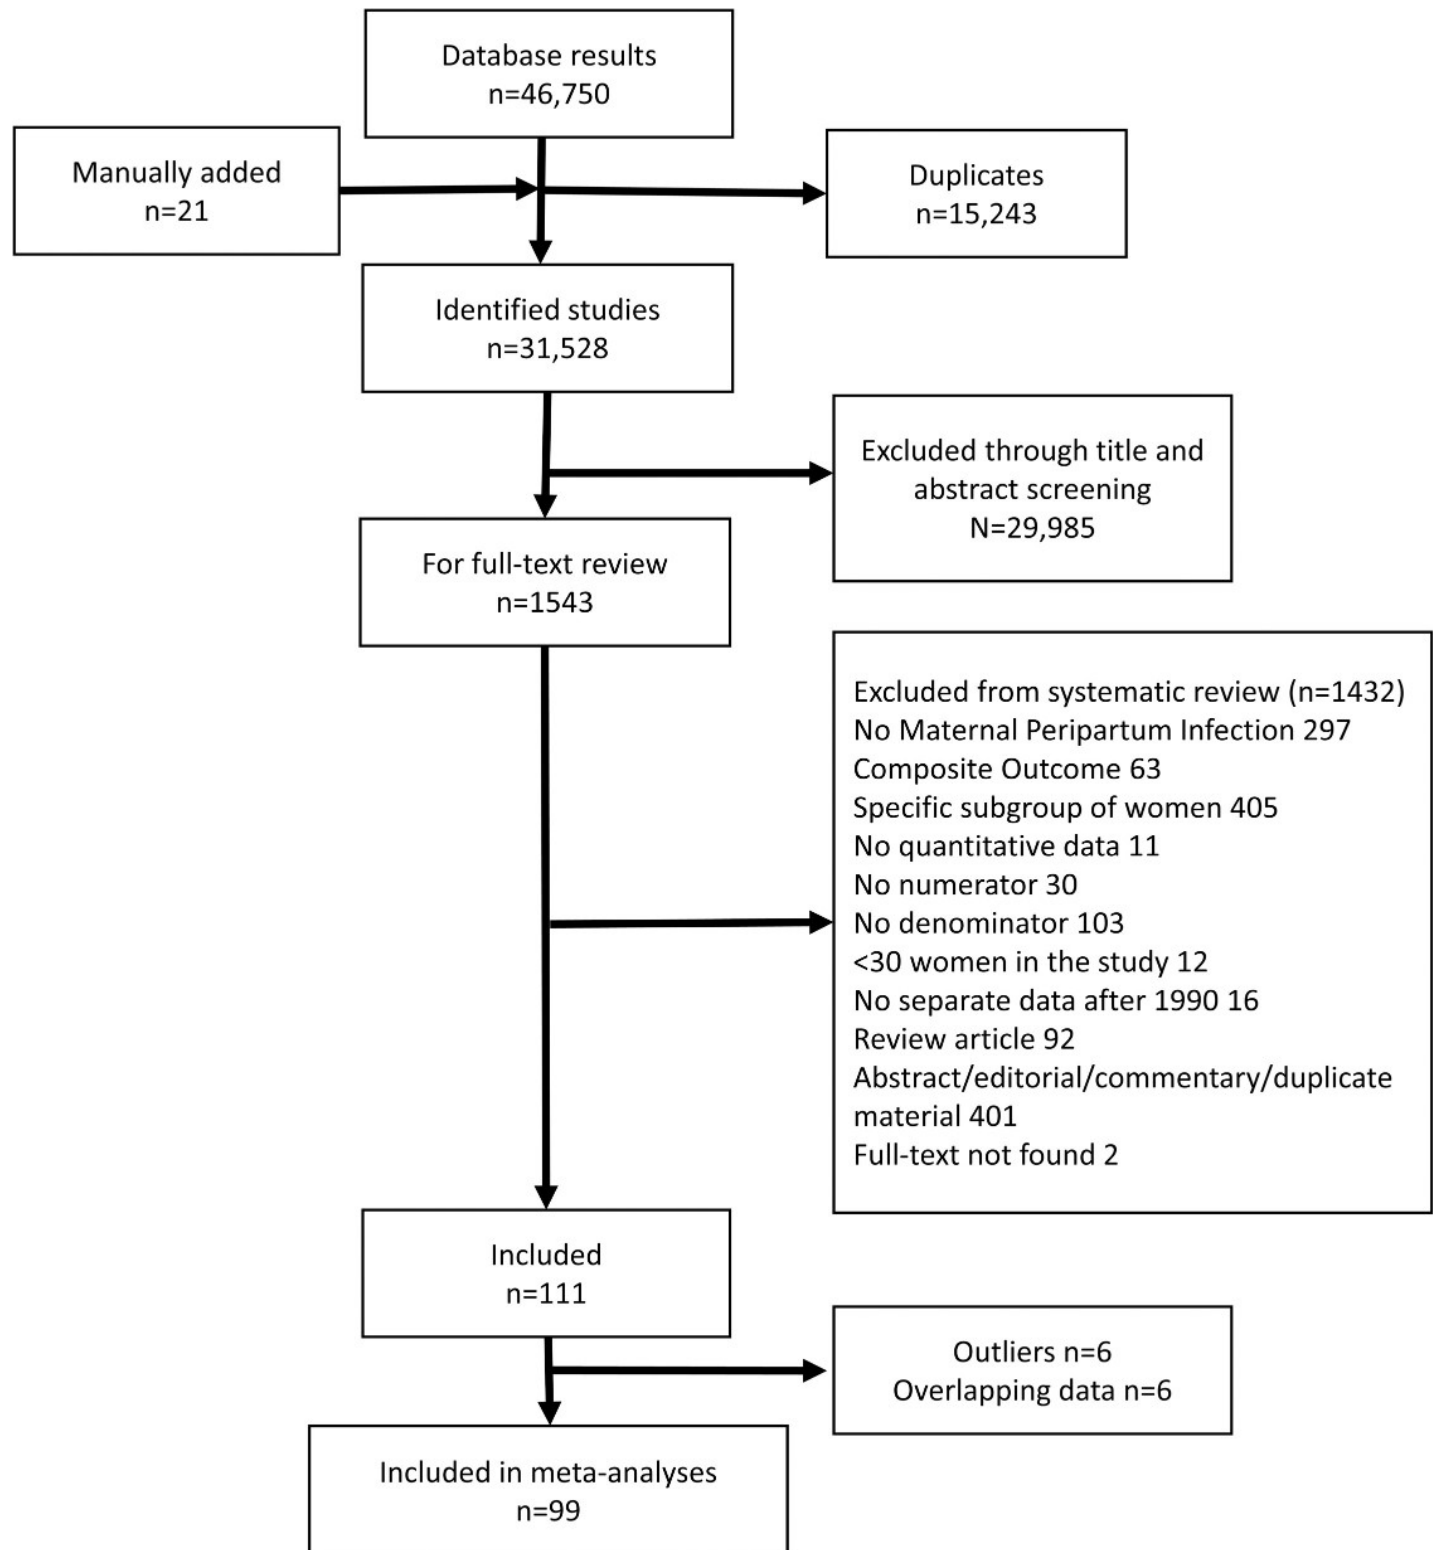 Database results
n=46,750
Manually added
n=21
Duplicates
n=15,243
Identified studies
n=31,528
Excluded through title and
abstract screening
N=29,985
For full-text review
n=1543
Excluded from systematic review (n=1432)
No Maternal Peripartum Infection 297
Composite Outcome 63
Specific subgroup of women 405
No quantitative data 11
No numerator 30
No denominator 103
<30 women in the study 12
No separate data after 1990 16
Review article 92
Abstract/editorial/commentary/duplicate
material 401
Full-text not found 2
Included
n=111
Outliers n=6
Overlapping data n=6
Included in meta-analyses
n=99